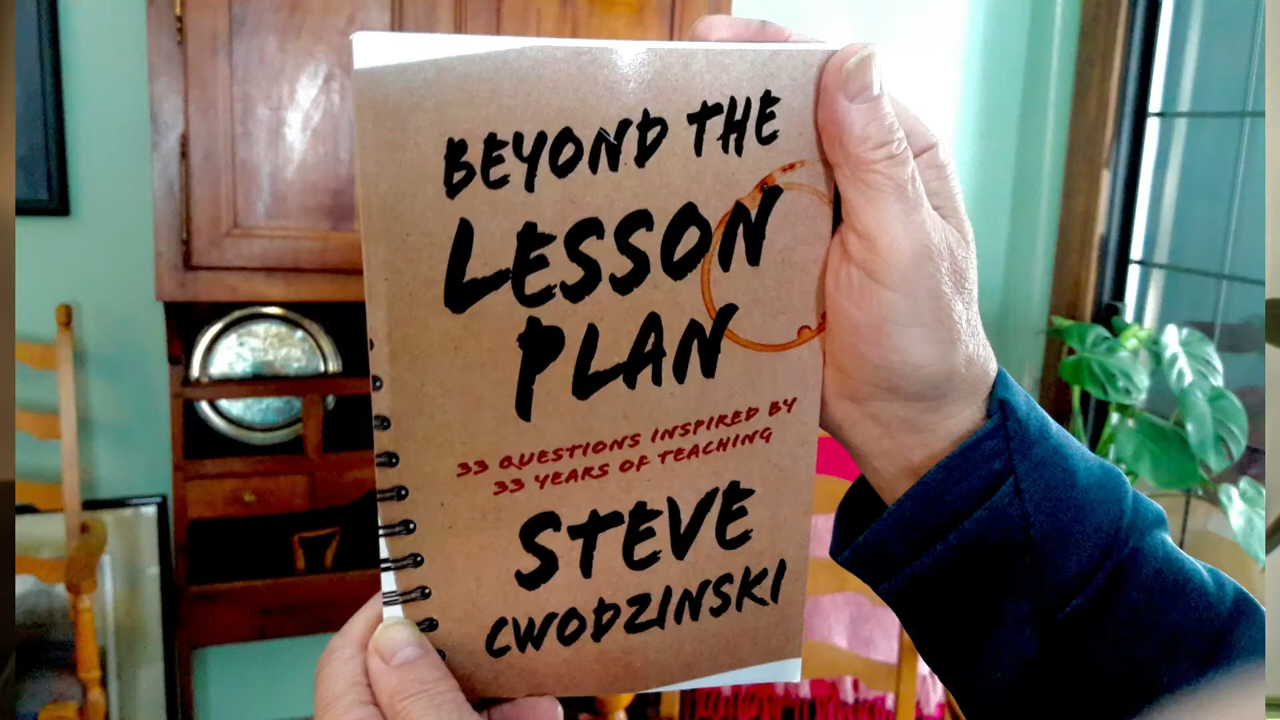 BEYOND THE
LESSON
PLAN
33 QUESTIONS INSPIRED BY
33 YEARS OF TEACHING
STEVE
CWODZINSKI